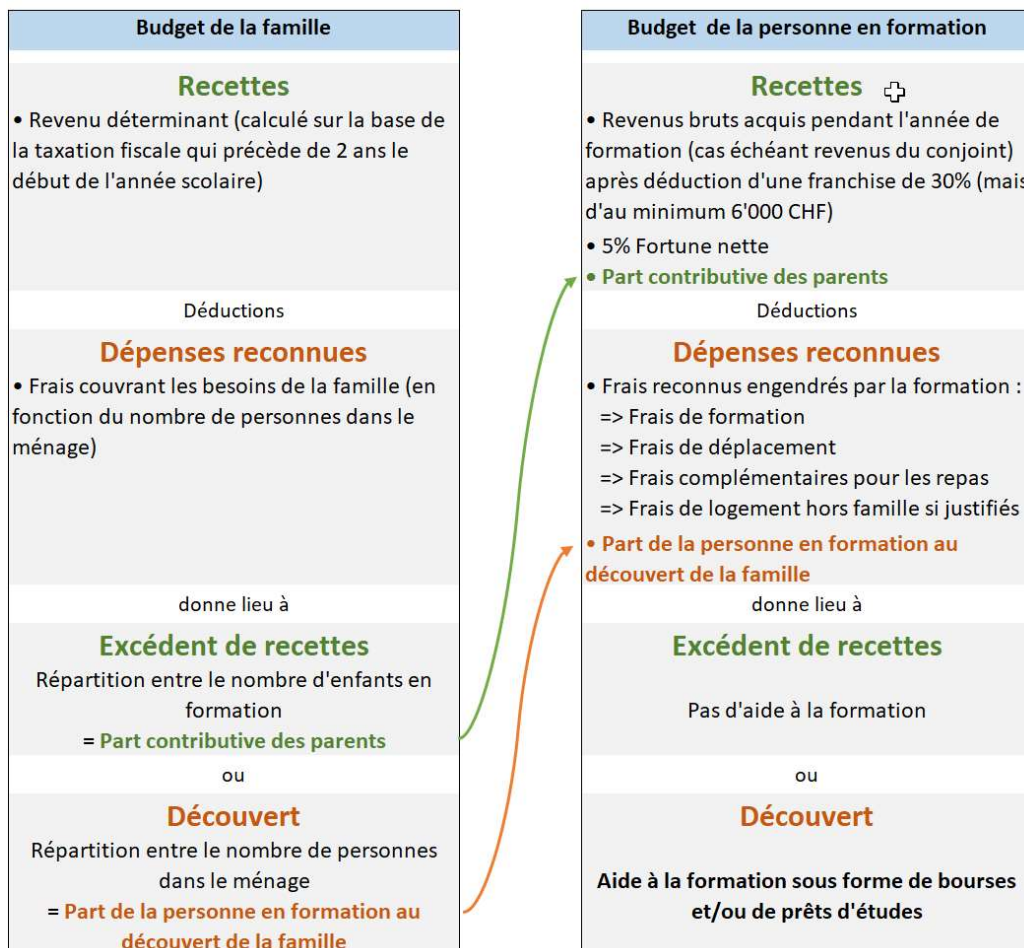 Budget de la famille
Recettes
• Revenu déterminant (calculé sur la base de
la taxation fiscale qui précède de 2 ans le
début de l'année scolaire)
Déductions
Dépenses reconnues
• Frais couvrant les besoins de la famille (en
fonction du nombre de personnes dans le
ménage)
donne lieu à
Excédent de recettes
Répartition entre le nombre d'enfants en
formation
= Part contributive des parents
ou
Découvert
Répartition entre le nombre de personnes
dans le ménage
= Part de la personne en formation au
découvert de la famille
Budget de la personne en formation
Recettes
• Revenus bruts acquis pendant l'année de
formation (cas échéant revenus du conjoint)
après déduction d'une franchise de 30% (mais
d'au minimum 6'000 CHF)
• 5% Fortune nette
• Part contributive des parents
Déductions
Dépenses reconnues
• Frais reconnus engendrés par la formation :
=> Frais de formation
=> Frais de déplacement
=> Frais complémentaires pour les repas
=> Frais de logement hors famille si justifiés
• Part de la personne en formation au
découvert de la famille
donne lieu à
Excédent de recettes
Pas d'aide à la formation
ou
Découvert
Aide à la formation sous forme de bourses
et/ou de prêts d'études